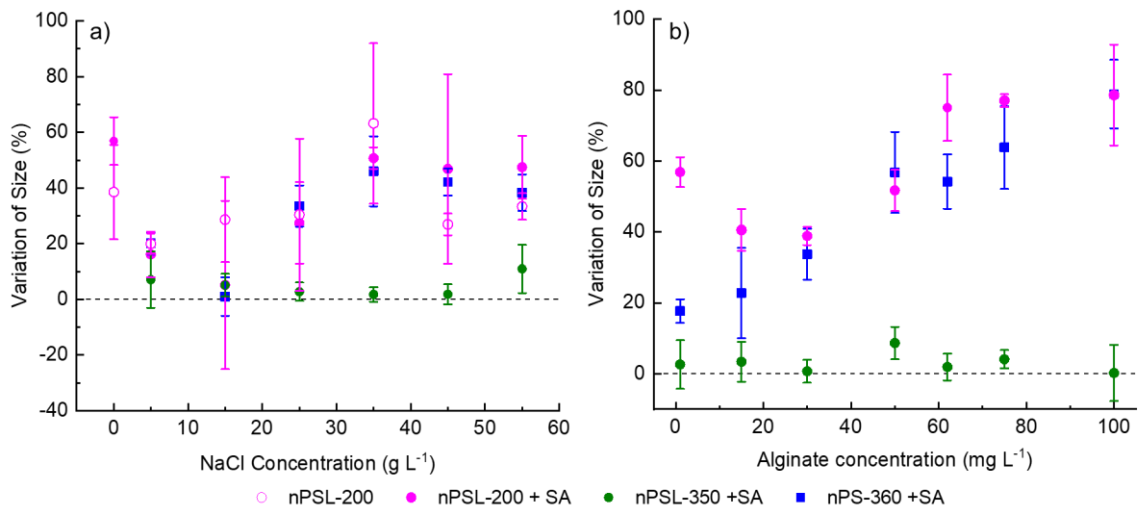 a)
Variation of Size (%)
100
80
60
40
20
0
-20
-40
0 10 20 30 40 50 60
NaCl Concentration (g L⁻¹)
b)
Variation of Size (%)
100
80
60
40
20
0
0 20 40 60 80 100
Alginate concentration (mg L⁻¹)
nPSL-200 nPSL-200 + SA nPSL-350 +SA nPS-360 +SA